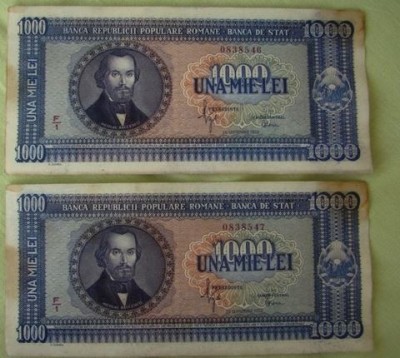 1000 BANCA REPUBLICII POPULARE ROMANE - BANCA DE STAT 1000
0838546
1000
UNA MIE LEI
UNA MIE LEI
F/1
1000 1000
1000 BANCA REPUBLICII POPULARE ROMANE - BANCA DE STAT 1000
0838547
1000
UNA MIE LEI
UNA MIE LEI
F/1
1000 1000